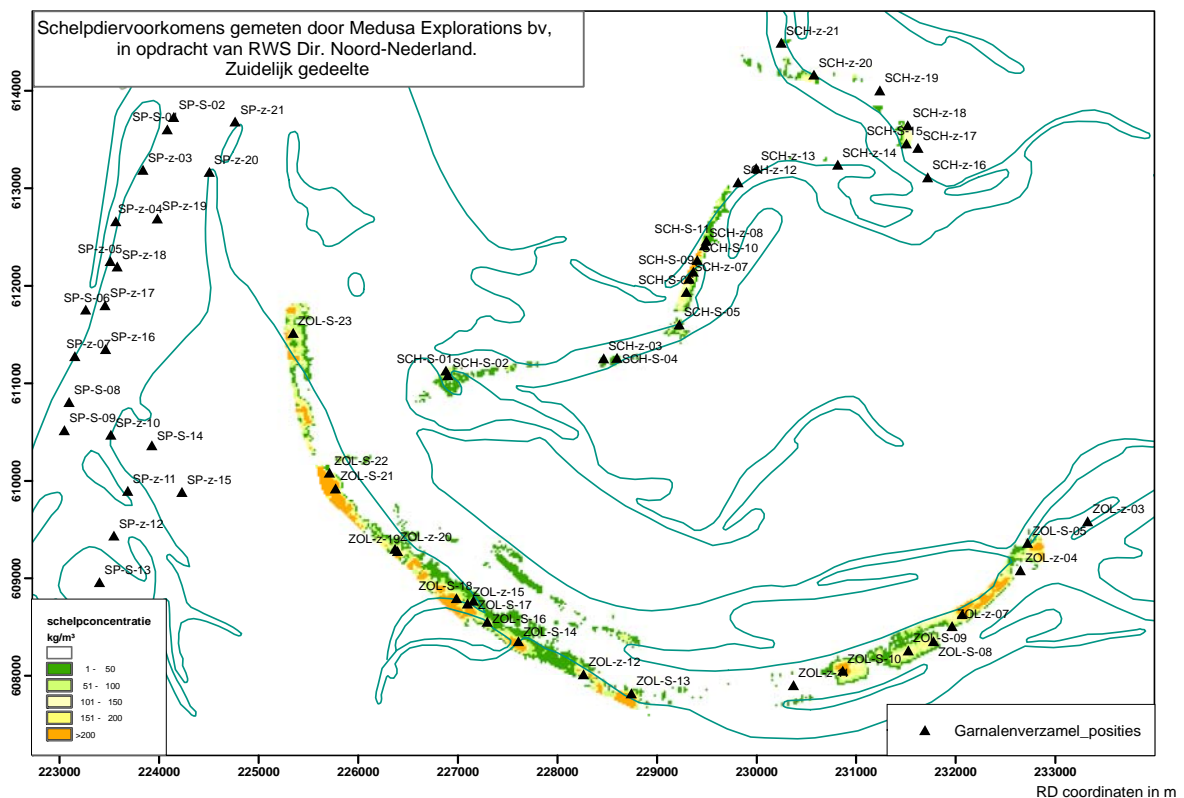 Schelpdiervoorkomens gemeten door Medusa Explorations bv,
in opdracht van RWS Dir. Noord-Nederland.
Zuidelijk gedeelte
614000
613000
612000
611000
610000
609000
608000
SP-S-02
SP-z-21
SP-z-03
SP-z-20
SP-z-04
SP-z-19
SP-z-05
SP-z-18
SP-S-06
SP-z-17
SP-z-07
SP-z-16
SP-S-08
SP-S-09
SP-z-10
SP-S-14
SP-z-11
SP-z-15
SP-z-12
SP-S-13
SCH-z-21
SCH-z-20
SCH-z-19
SCH-z-18
SCH-S-15
SCH-z-17
SCH-z-16
SCH-z-14
SCH-z-13
SCH-z-12
SCH-S-11
SCH-z-08
SCH-S-10
SCH-S-09
SCH-z-07
SCH-S-05
SCH-z-03
SCH-S-04
SCH-S-01
SCH-S-02
ZOL-S-23
ZOL-S-22
ZOL-S-21
ZOL-z-20
ZOL-z-19
ZOL-S-18
ZOL-z-15
ZOL-S-17
ZOL-S-16
ZOL-S-14
ZOL-z-12
ZOL-S-13
ZOL-S-10
ZOL-S-09
ZOL-S-08
ZOL-z-07
ZOL-z-04
ZOL-S-05
ZOL-z-03
schelpconcentratie
kg/m³
1 - 50
51 - 100
101 - 150
151 - 200
>200
Garnalenverzamel_posities
223000 224000 225000 226000 227000 228000 229000 230000 231000 232000 233000
RD coordinaten in m